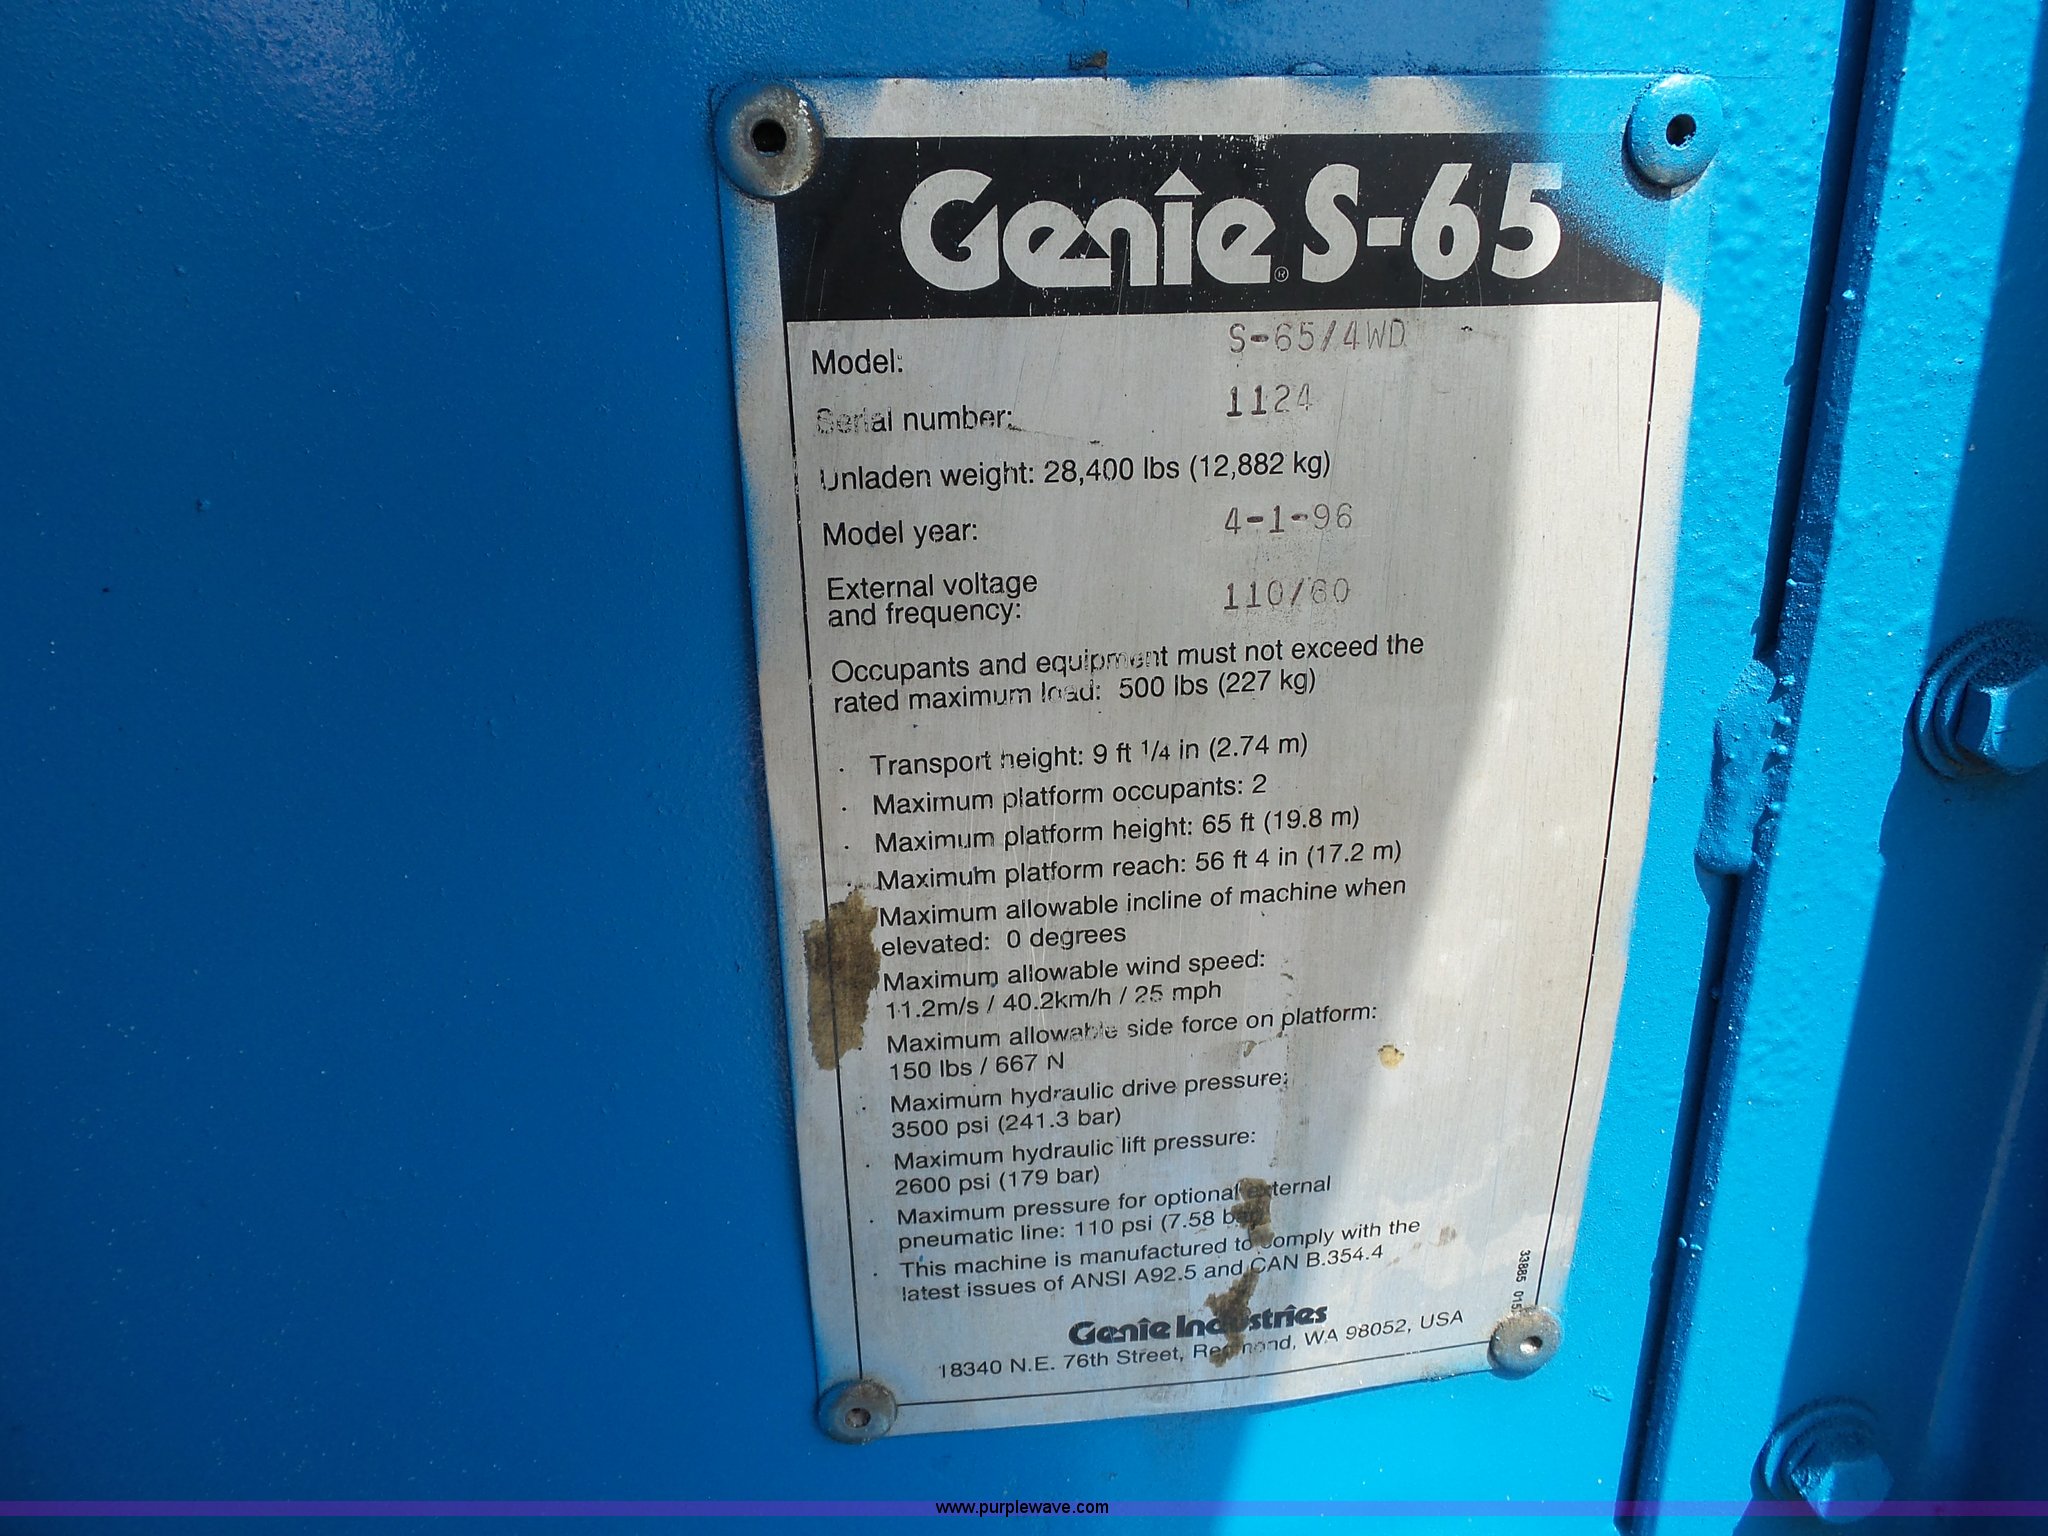 Genie® S-65
Model: S-65/4WD
Serial number: 1124
Unladen weight: 28,400 lbs (12,882 kg)
Model year: 4-1-96
External voltage
and frequency: 110/60
Occupants and equipment must not exceed the
rated maximum load: 500 lbs (227 kg)
· Transport height: 9 ft 1/4 in (2.74 m)
· Maximum platform occupants: 2
· Maximum platform height: 65 ft (19.8 m)
· Maximum platform reach: 56 ft 4 in (17.2 m)
Maximum allowable incline of machine when
elevated: 0 degrees
Maximum allowable wind speed:
11.2m/s / 40.2km/h / 25 mph
Maximum allowable side force on platform:
150 lbs / 667 N
· Maximum hydraulic drive pressure:
3500 psi (241.3 bar)
· Maximum hydraulic lift pressure:
2600 psi (179 bar)
· Maximum pressure for optional external
pneumatic line: 110 psi (7.58 bar)
· This machine is manufactured to comply with the
latest issues of ANSI A92.5 and CAN B.354.4
33885
Genie Industries
18340 N.E. 76th Street, Redmond, WA 98052, USA
www.purplewave.com